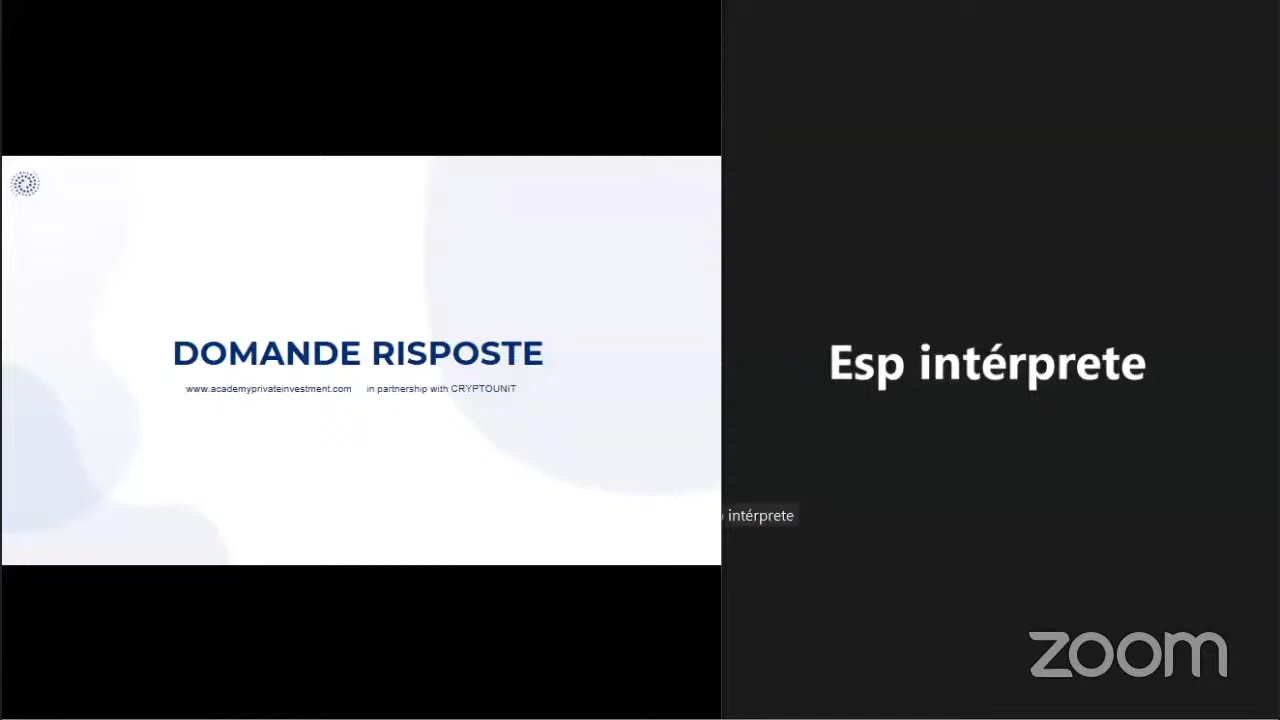 DOMANDE RISPOSTE
www.academyprivateinvestment.com in partnership with CRYPTOUNIT
Esp intérprete
intérprete
zoom